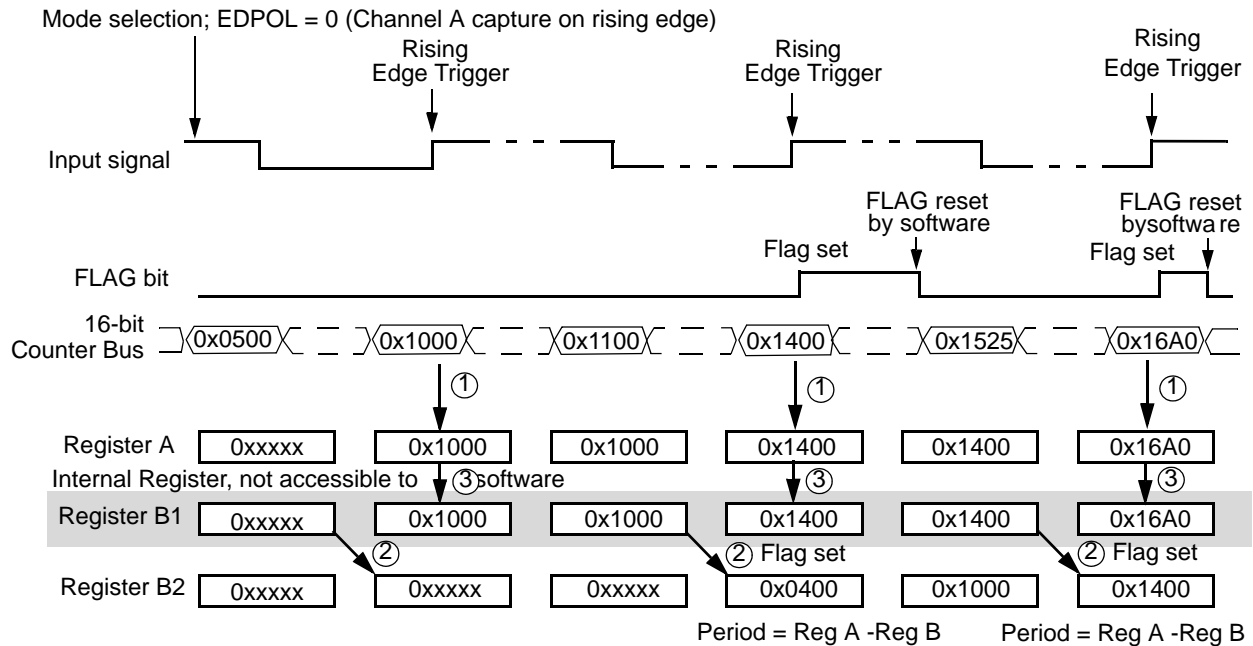 Mode selection; EDPOL = 0 (Channel A capture on rising edge)
Rising
Edge Trigger
Rising
Edge Trigger
Rising
Edge Trigger
Input signal
FLAG reset
by software
FLAG reset
bysoftwa re
Flag set
Flag set
FLAG bit
16-bit
Counter Bus
0x0500
0x1000
0x1100
0x1400
0x1525
0x16A0
1
1
1
Register A
0xxxxx
0x1000
0x1000
0x1400
0x1400
0x16A0
Internal Register, not accessible to
3
software
3
3
Register B1
0xxxxx
0x1000
0x1000
0x1400
0x1400
0x16A0
2
2
Flag set
2
Flag set
Register B2
0xxxxx
0xxxxx
0xxxxx
0x0400
0x1000
0x1400
Period = Reg A -Reg B
Period = Reg A -Reg B